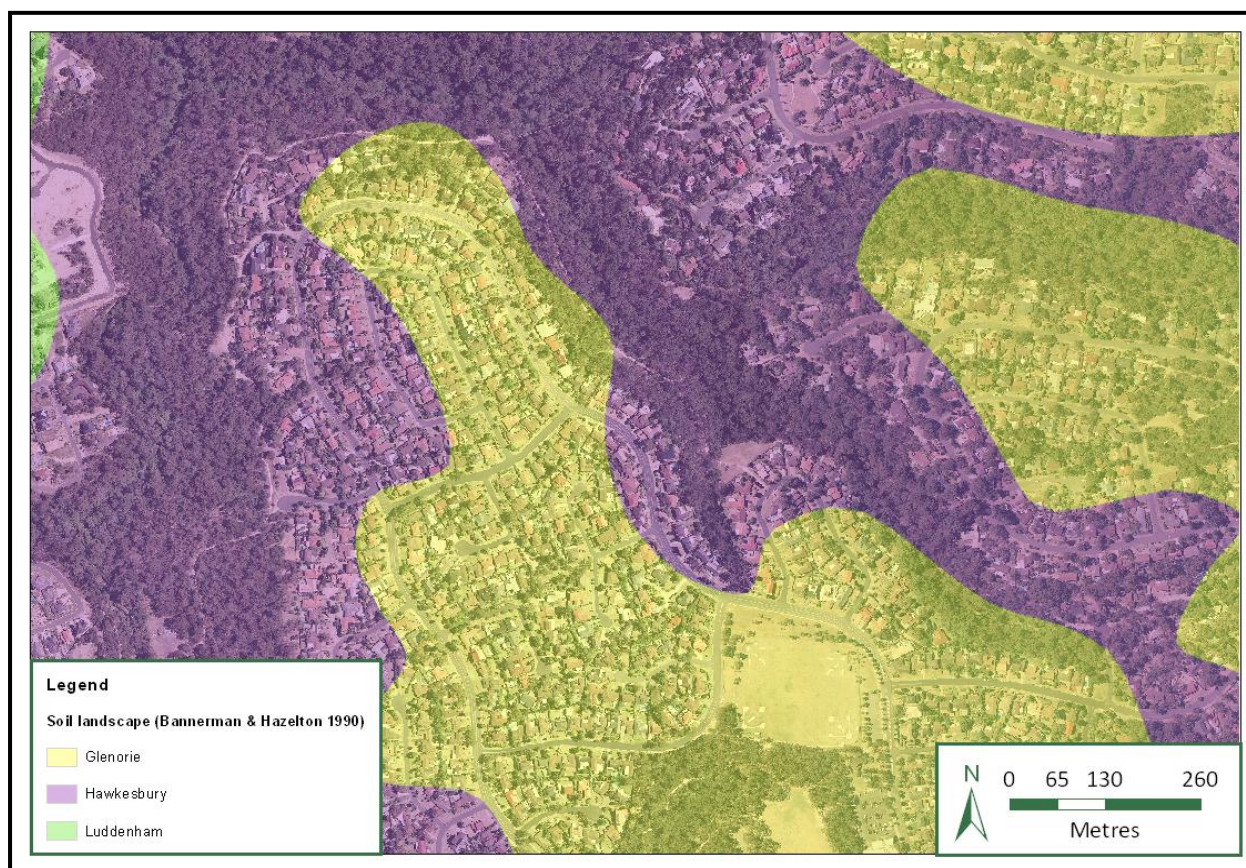 Legend
Soil landscape (Bannerman & Hazelton 1990)
Glenorie
Hawkesbury
Luddenham
N
0 65 130 260
Metres